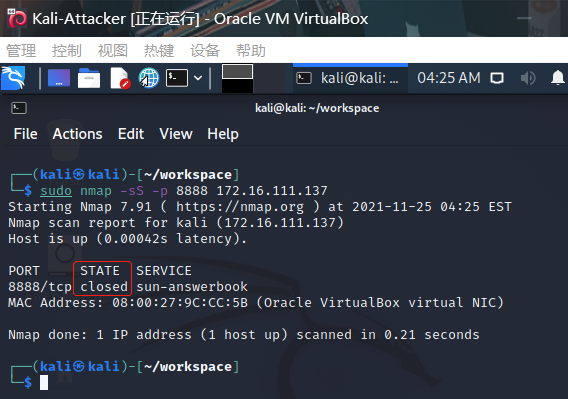 Kali-Attacker [正在运行] - Oracle VM VirtualBox
管理 控制 视图 热键 设备 帮助
kali@kali: ... 04:25 AM
kali@kali: ~/workspace
File Actions Edit View Help
┌──(kali㉿kali)-[~/workspace]
└─$ sudo nmap -sS -p 8888 172.16.111.137
Starting Nmap 7.91 ( https://nmap.org ) at 2021-11-25 04:25 EST
Nmap scan report for kali (172.16.111.137)
Host is up (0.00042s latency).
PORT STATE SERVICE
8888/tcp closed sun-answerbook
MAC Address: 08:00:27:9C:CC:5B (Oracle VirtualBox virtual NIC)
Nmap done: 1 IP address (1 host up) scanned in 0.21 seconds
┌──(kali㉿kali)-[~/workspace]
└─$